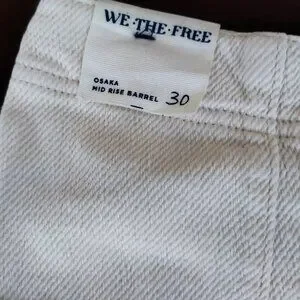 WE·THE·FREE
OSAKA
MID RISE BARREL 30